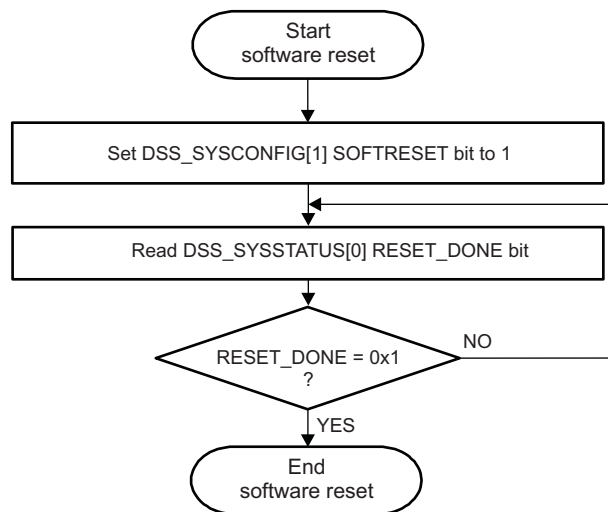 Start
software reset
Set DSS_SYSCONFIG[1] SOFTRESET bit to 1
Read DSS_SYSSTATUS[0] RESET_DONE bit
RESET_DONE = 0x1
?
NO
YES
End
software reset